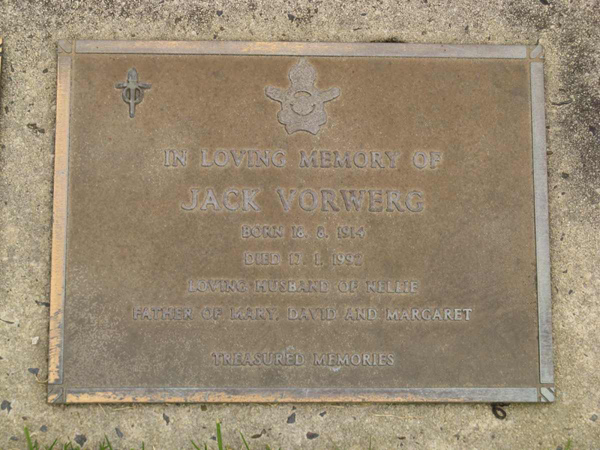 IN LOVING MEMORY OF
JACK VORWERG
BORN 18. 8. 1914
DIED 17. 1. 1992
LOVING HUSBAND OF NELLIE
FATHER OF MARY, DAVID AND MARGARET
TREASURED MEMORIES